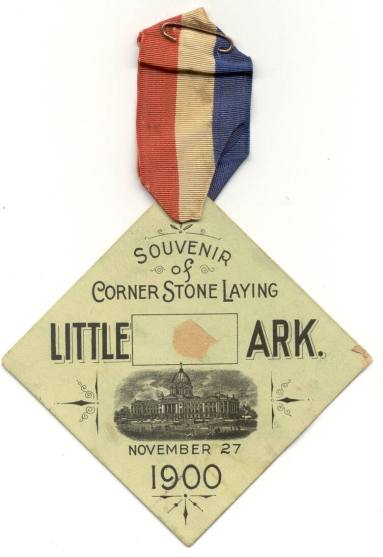 SOUVENIR
of
CORNER STONE LAYING
LITTLE ARK.
NOVEMBER 27
1900